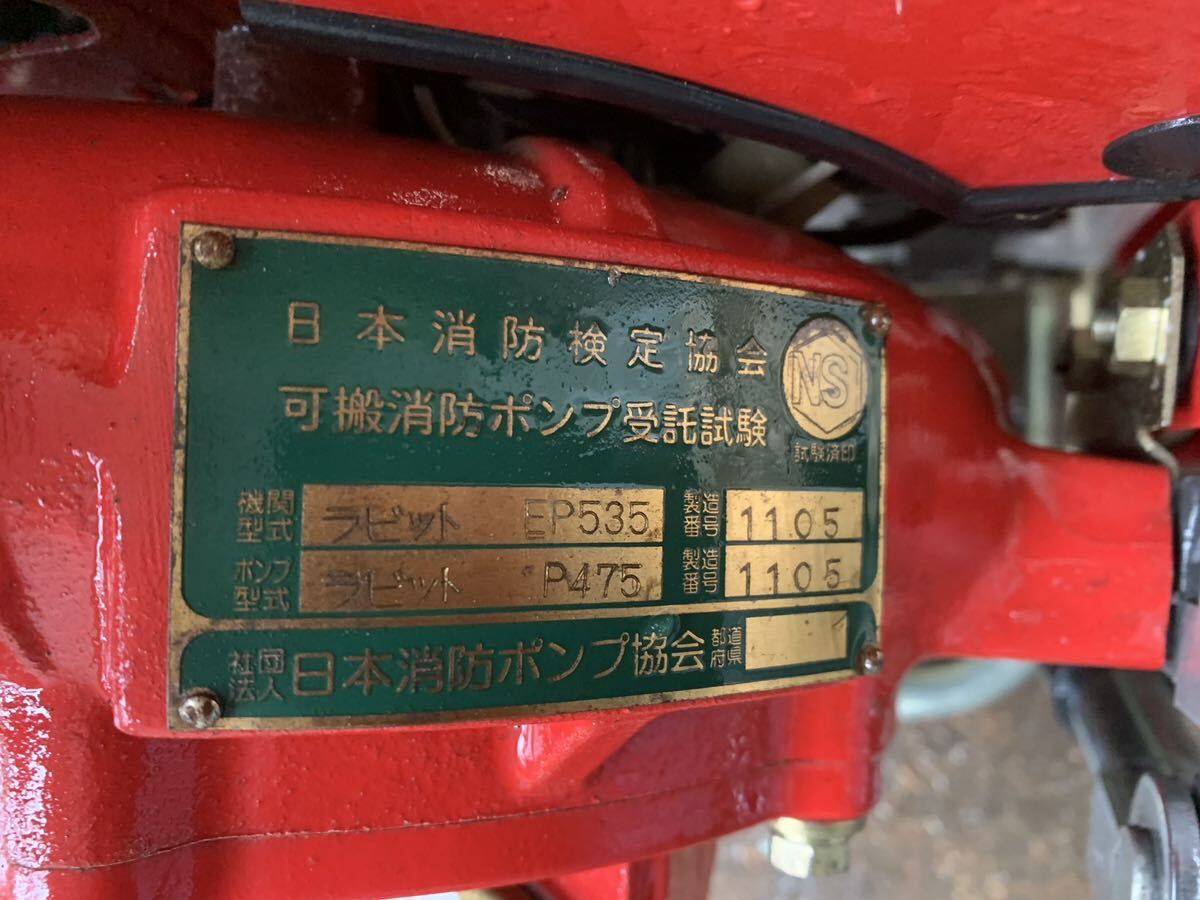 日本消防検定協会
可搬消防ポンプ受託試験
NS
試験済印
機関型式 ラビット EP535 製造番号 1105
ポンプ型式 ラビット P475 製造番号 1105
社団法人 日本消防ポンプ協会 都道府県